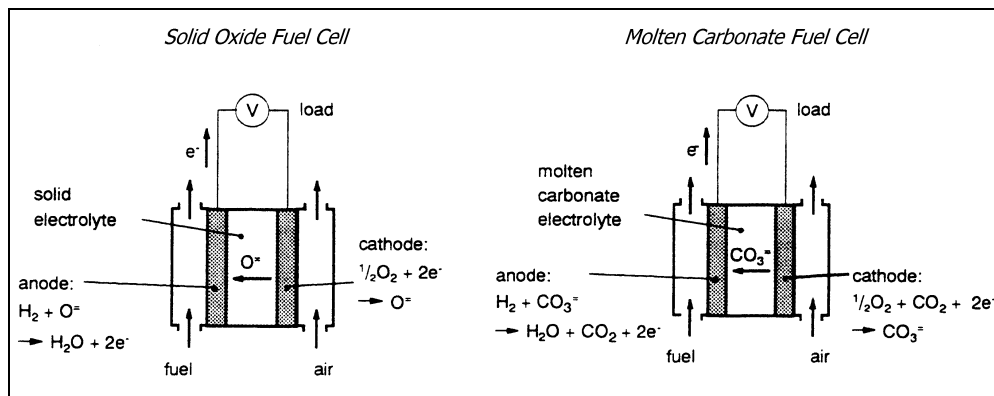 Solid Oxide Fuel Cell
V
load
e⁻
solid
electrolyte
O⁼
cathode:
½O₂ + 2e⁻
→ O⁼
anode:
H₂ + O⁼
→ H₂O + 2e⁻
fuel
air
Molten Carbonate Fuel Cell
V
load
e⁻
molten
carbonate
electrolyte
CO₃⁼
anode:
H₂ + CO₃⁼
→ H₂O + CO₂ + 2e⁻
cathode:
½O₂ + CO₂ + 2e⁻
→ CO₃⁼
fuel
air